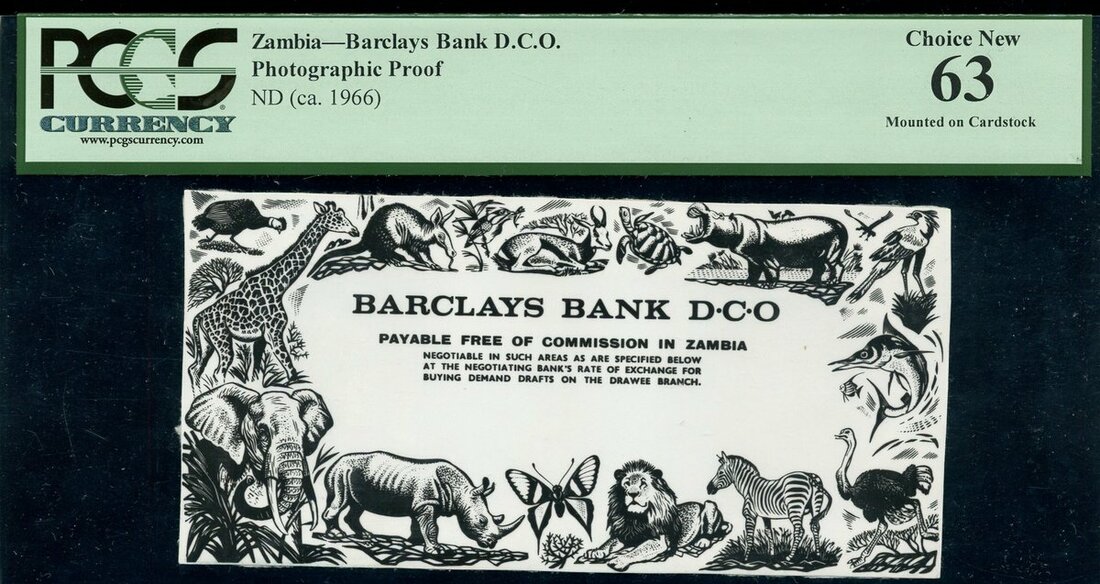 PCGS
CURRENCY
www.pcgscurrency.com
Zambia—Barclays Bank D.C.O.
Photographic Proof
ND (ca. 1966)
Choice New
63
Mounted on Cardstock
BARCLAYS BANK D·C·O
PAYABLE FREE OF COMMISSION IN ZAMBIA
NEGOTIABLE IN SUCH AREAS AS ARE SPECIFIED BELOW
AT THE NEGOTIATING BANK'S RATE OF EXCHANGE FOR
BUYING DEMAND DRAFTS ON THE DRAWEE BRANCH.